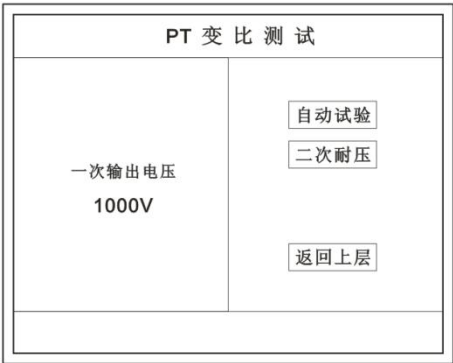 PT 变 比 测 试
一次输出电压
1000V
自动试验
二次耐压
返回上层